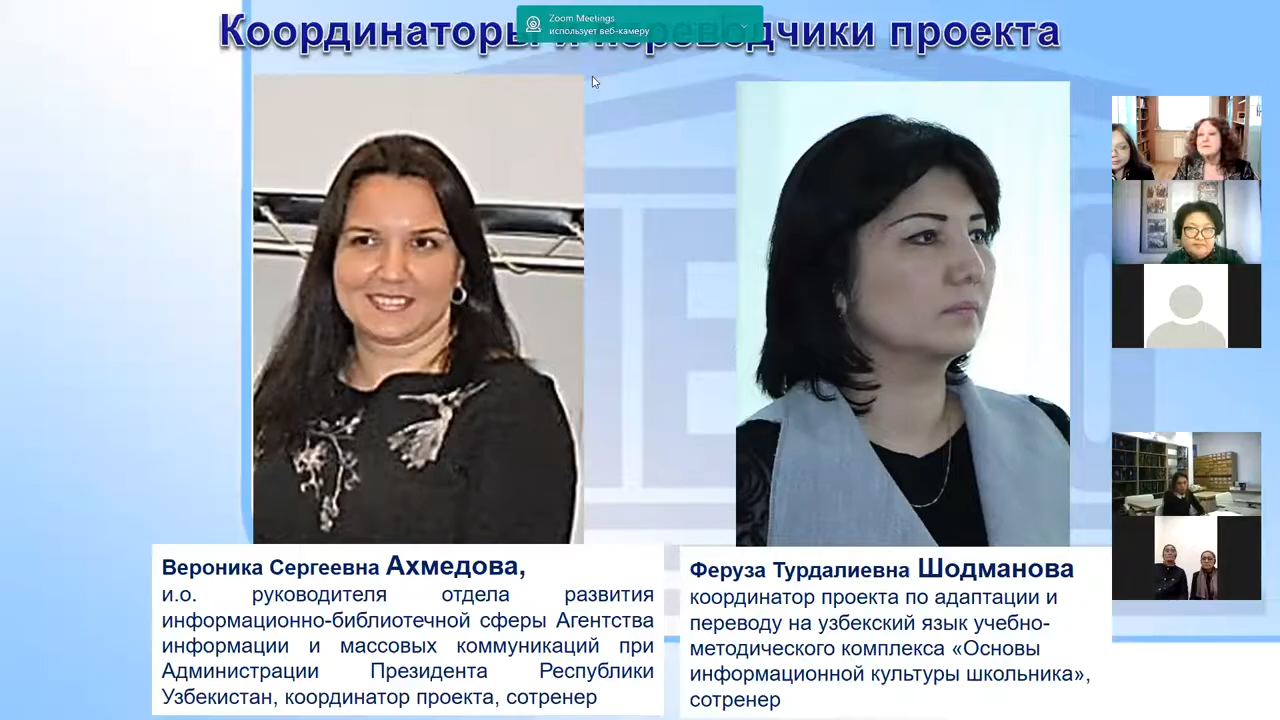 Координаторы и переводчики проекта
Zoom Meetings
использует веб-камеру
Вероника Сергеевна Ахмедова,
и.о. руководителя отдела развития
информационно-библиотечной сферы Агентства
информации и массовых коммуникаций при
Администрации Президента Республики
Узбекистан, координатор проекта, сотренер
Феруза Турдалиевна Шодманова
координатор проекта по адаптации и
переводу на узбекский язык учебно-
методического комплекса «Основы
информационной культуры школьника»,
сотренер